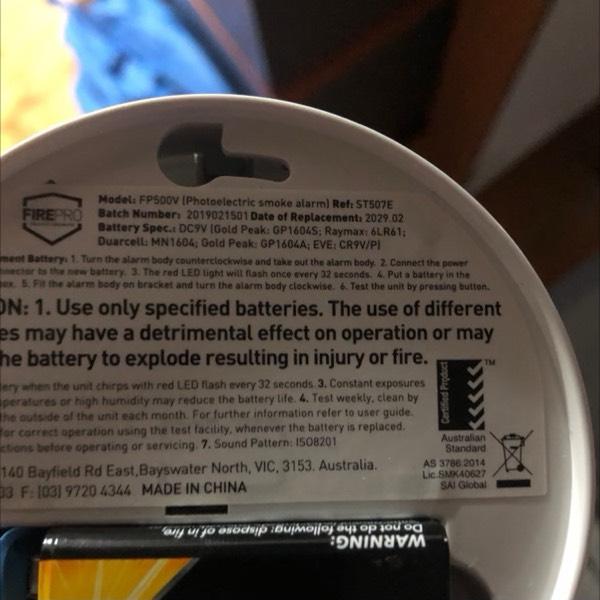 FIREPRO
Model: FP500V (Photoelectric smoke alarm) Ref: ST507E
Batch Number: 2019021501 Date of Replacement: 2029.02
Battery Spec.: DC9V (Gold Peak: GP1604S; Raymax: 6LR61;
Duarcell: MN1604; Gold Peak: GP1604A; EVE: CR9V/P)
ment Battery: 1. Turn the alarm body counterclockwise and take out the alarm body. 2. Connect the power
nnector to the new battery. 3. The red LED light will flash once every 32 seconds. 4. Put a battery in the
ox. 5. Fit the alarm body on bracket and turn the alarm body clockwise. 6. Test the unit by pressing button.
ON: 1. Use only specified batteries. The use of different
es may have a detrimental effect on operation or may
he battery to explode resulting in injury or fire.
ery when the unit chirps with red LED flash every 32 seconds. 3. Constant exposures
peratures or high humidity may reduce the battery life. 4. Test weekly, clean by
the outside of the unit each month. For further information refer to user guide.
for correct operation using the test facility, whenever the battery is replaced.
ctions before operating or servicing. 7. Sound Pattern: ISO8201
140 Bayfield Rd East,Bayswater North, VIC, 3153. Australia.
33 F: (03) 9720 4344 MADE IN CHINA
Certified Product
TM
Australian
Standard
AS 3786:2014
Lic.SMK40627
SAI Global
WARNING:
Do not do the following: dispose of, in fire,